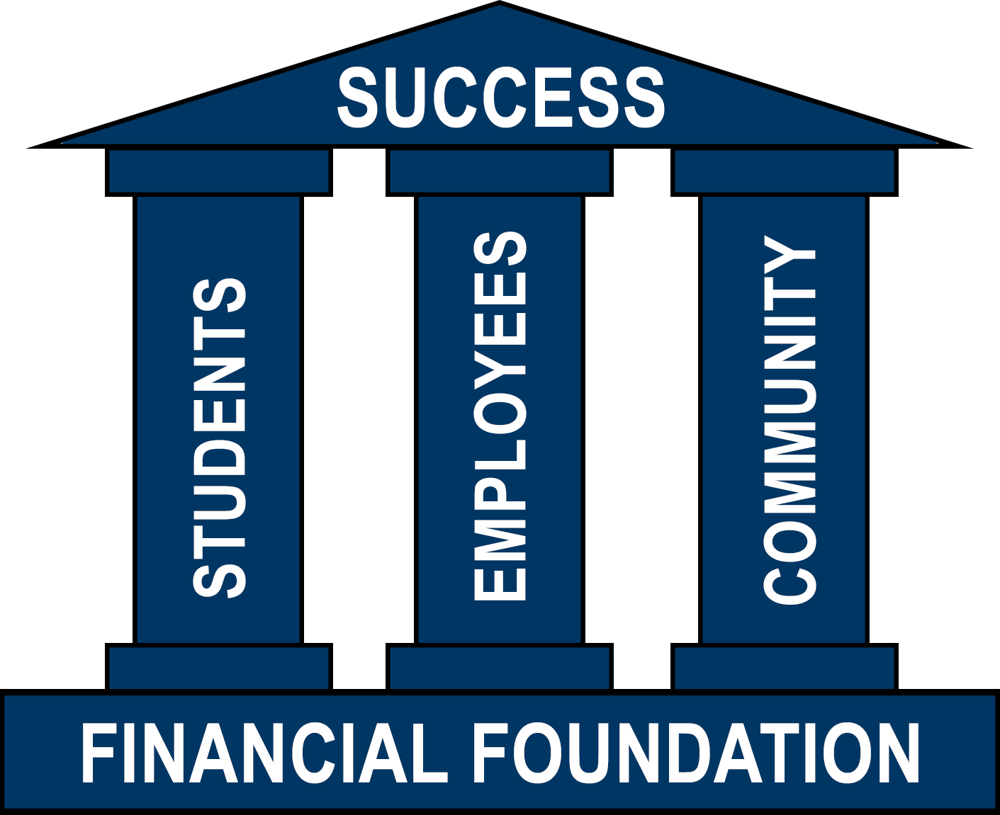 SUCCESS
STUDENTS
EMPLOYEES
COMMUNITY
FINANCIAL FOUNDATION